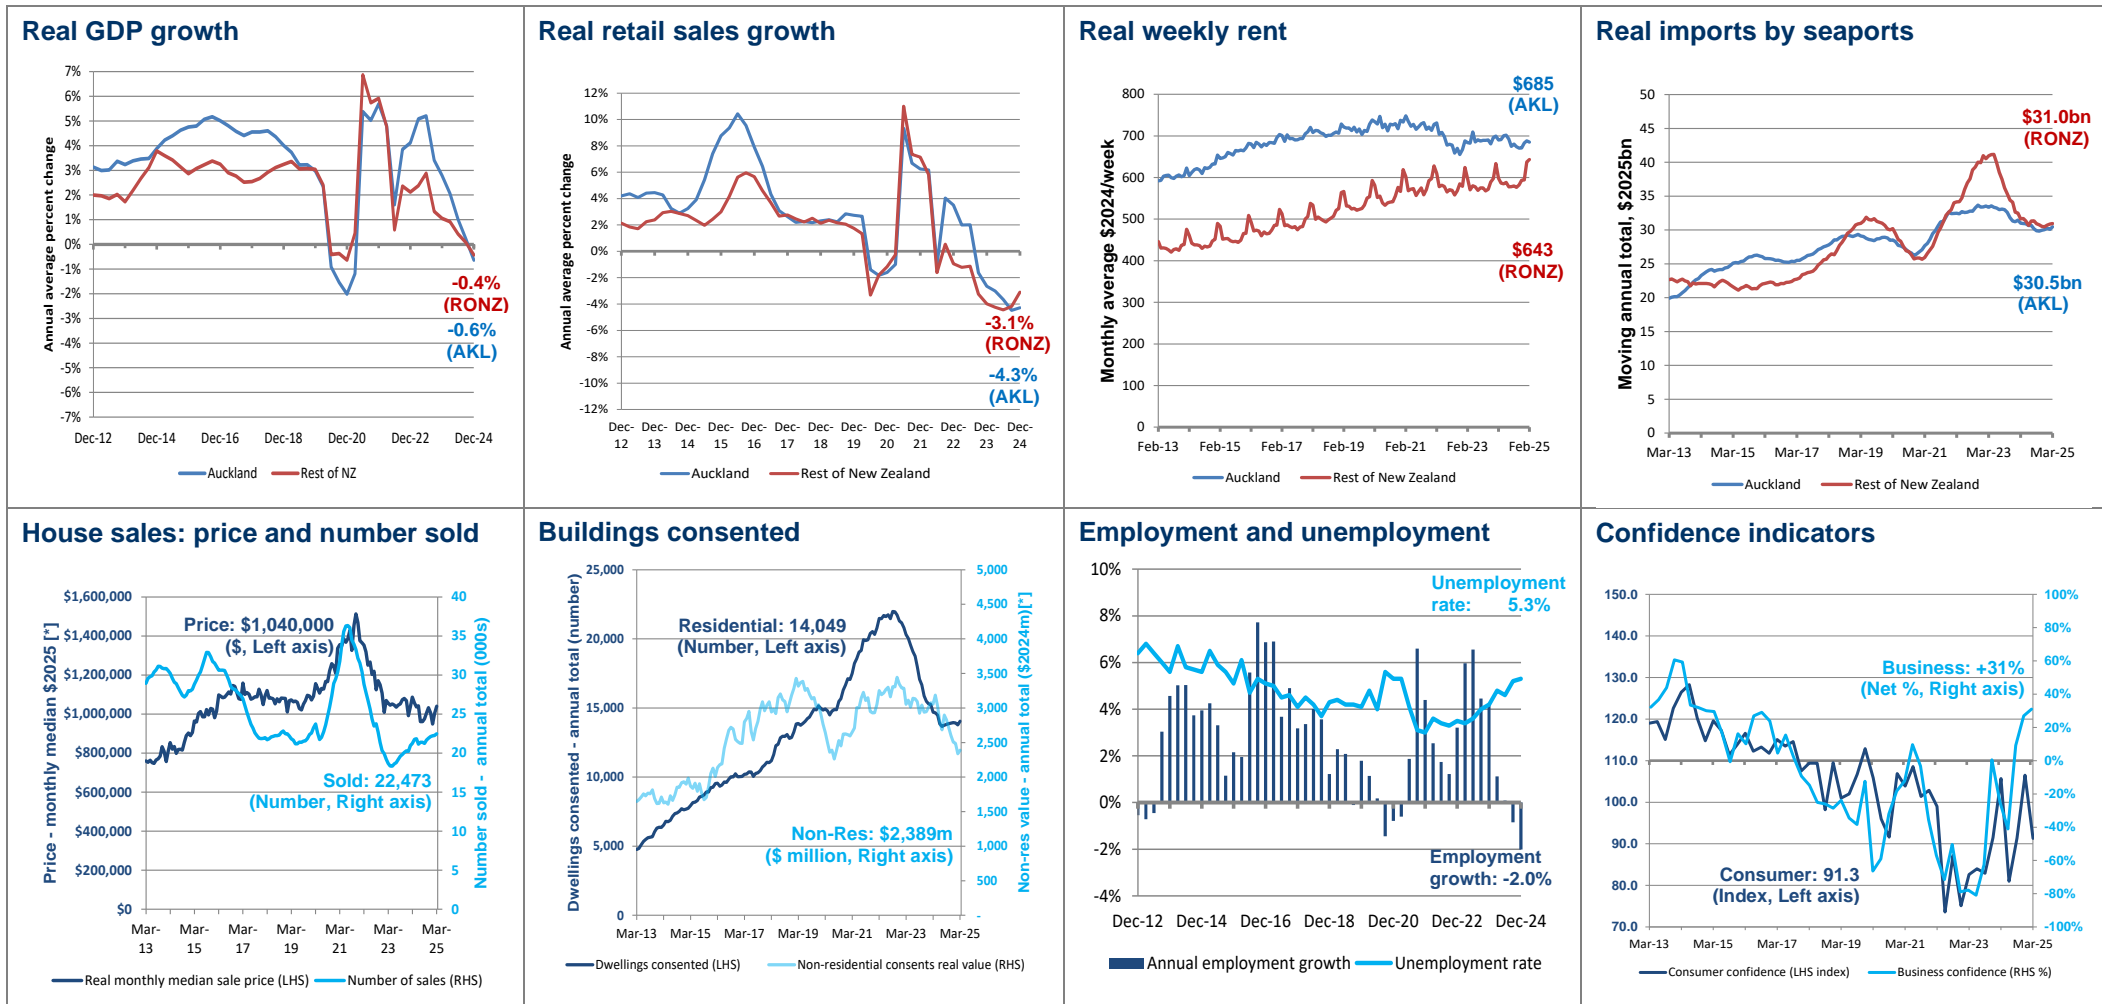 Real GDP growth
Annual average percent change
7%
6%
5%
4%
3%
2%
1%
0%
-1%
-2%
-3%
-4%
-5%
-6%
-7%
-0.4%
(RONZ)
-0.6%
(AKL)
Dec-12 Dec-14 Dec-16 Dec-18 Dec-20 Dec-22 Dec-24
Auckland Rest of NZ
Real retail sales growth
Annual average percent change
12%
10%
8%
6%
4%
2%
0%
-2%
-4%
-6%
-8%
-10%
-12%
-3.1%
(RONZ)
-4.3%
(AKL)
Dec- Dec- Dec- Dec- Dec- Dec- Dec- Dec- Dec- Dec- Dec- Dec- Dec-
12 13 14 15 16 17 18 19 20 21 22 23 24
Auckland Rest of New Zealand
Real weekly rent
Monthly average $2024/week
800
700
600
500
400
300
200
100
0
$685
(AKL)
$643
(RONZ)
Feb-13 Feb-15 Feb-17 Feb-19 Feb-21 Feb-23 Feb-25
Auckland Rest of New Zealand
Real imports by seaports
Moving annual total, $2025bn
50
45
40
35
30
25
20
15
10
5
0
$31.0bn
(RONZ)
$30.5bn
(AKL)
Mar-13 Mar-15 Mar-17 Mar-19 Mar-21 Mar-23 Mar-25
Auckland Rest of New Zealand
House sales: price and number sold
Price - monthly median $2025 [*]
$1,600,000
$1,400,000
$1,200,000
$1,000,000
$800,000
$600,000
$400,000
$200,000
$0
Price: $1,040,000
($, Left axis)
Sold: 22,473
(Number, Right axis)
40
35
30
25
20
15
10
5
0
Number sold - annual total (000s)
Mar- Mar- Mar- Mar- Mar- Mar- Mar-
13 15 17 19 21 23 25
Real monthly median sale price (LHS) Number of sales (RHS)
Buildings consented
Dwellings consented - annual total (number)
25,000
20,000
15,000
10,000
5,000
0
Residential: 14,049
(Number, Left axis)
Non-Res: $2,389m
($ million, Right axis)
5,000
4,500
4,000
3,500
3,000
2,500
2,000
1,500
1,000
500
-
Non-res value - annual total ($2024m)[*]
Mar-13 Mar-15 Mar-17 Mar-19 Mar-21 Mar-23 Mar-25
Dwellings consented (LHS) Non-residential consents real value (RHS)
Employment and unemployment
10%
8%
6%
4%
2%
0%
-2%
-4%
Unemployment
rate: 5.3%
Employment
growth: -2.0%
Dec-12 Dec-14 Dec-16 Dec-18 Dec-20 Dec-22 Dec-24
Annual employment growth Unemployment rate
Confidence indicators
150.0
140.0
130.0
120.0
110.0
100.0
90.0
80.0
70.0
Business: +31%
(Net %, Right axis)
Consumer: 91.3
(Index, Left axis)
100%
80%
60%
40%
20%
0%
-20%
-40%
-60%
-80%
-100%
Mar-13 Mar-15 Mar-17 Mar-19 Mar-21 Mar-23 Mar-25
Consumer confidence (LHS index) Business confidence (RHS %)